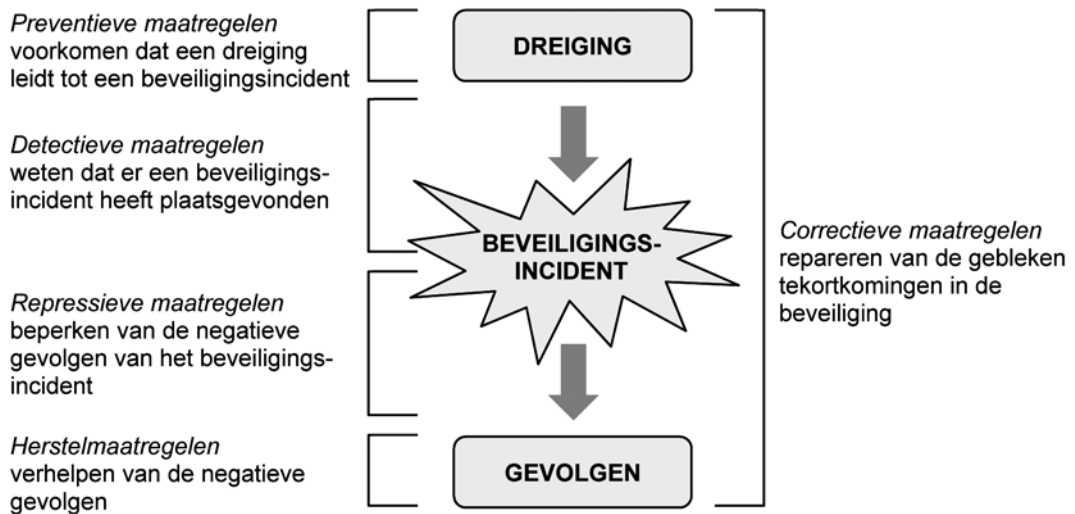 Preventieve maatregelen
voorkomen dat een dreiging
leidt tot een beveiligingsincident
DREIGING
Detectieve maatregelen
weten dat er een beveiligings-
incident heeft plaatsgevonden
BEVEILIGINGS-
INCIDENT
Correctieve maatregelen
repareren van de gebleken
tekortkomingen in de
beveiliging
Repressieve maatregelen
beperken van de negatieve
gevolgen van het beveiligings-
incident
Herstelmaatregelen
verhelpen van de negatieve
gevolgen
GEVOLGEN